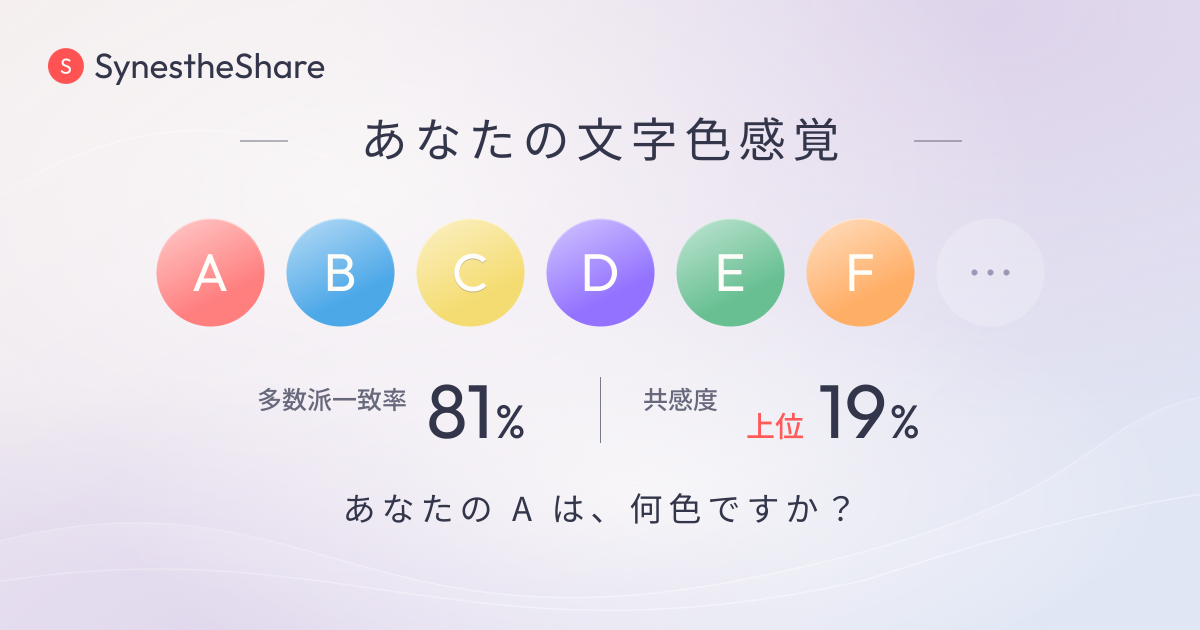 S SynestheShare
あなたの文字色感覚
A B C D E F ...
多数派一致率 81% 共感度 上位 19%
あなたの A は、何色ですか？